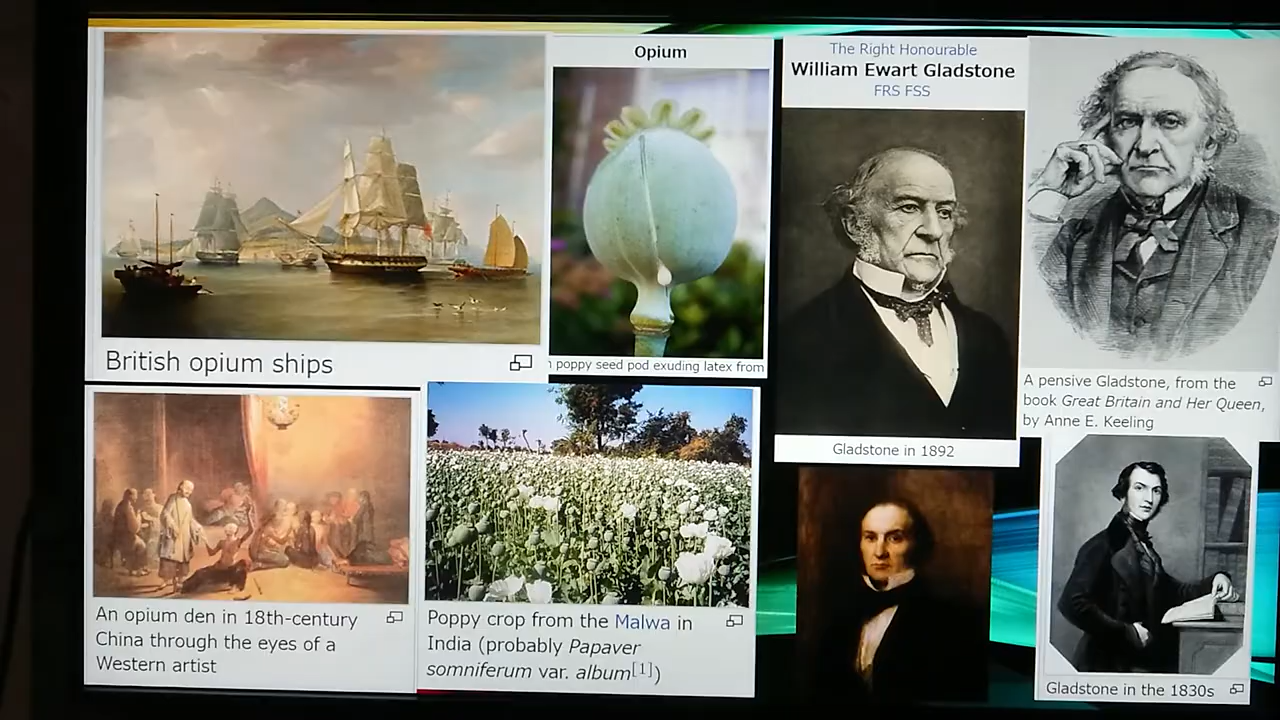 British opium ships
Opium
poppy seed pod exuding latex from
The Right Honourable
William Ewart Gladstone
FRS FSS
Gladstone in 1892
A pensive Gladstone, from the
book Great Britain and Her Queen,
by Anne E. Keeling
An opium den in 18th-century
China through the eyes of a
Western artist
Poppy crop from the Malwa in
India (probably Papaver
somniferum var. album[1])
Gladstone in the 1830s